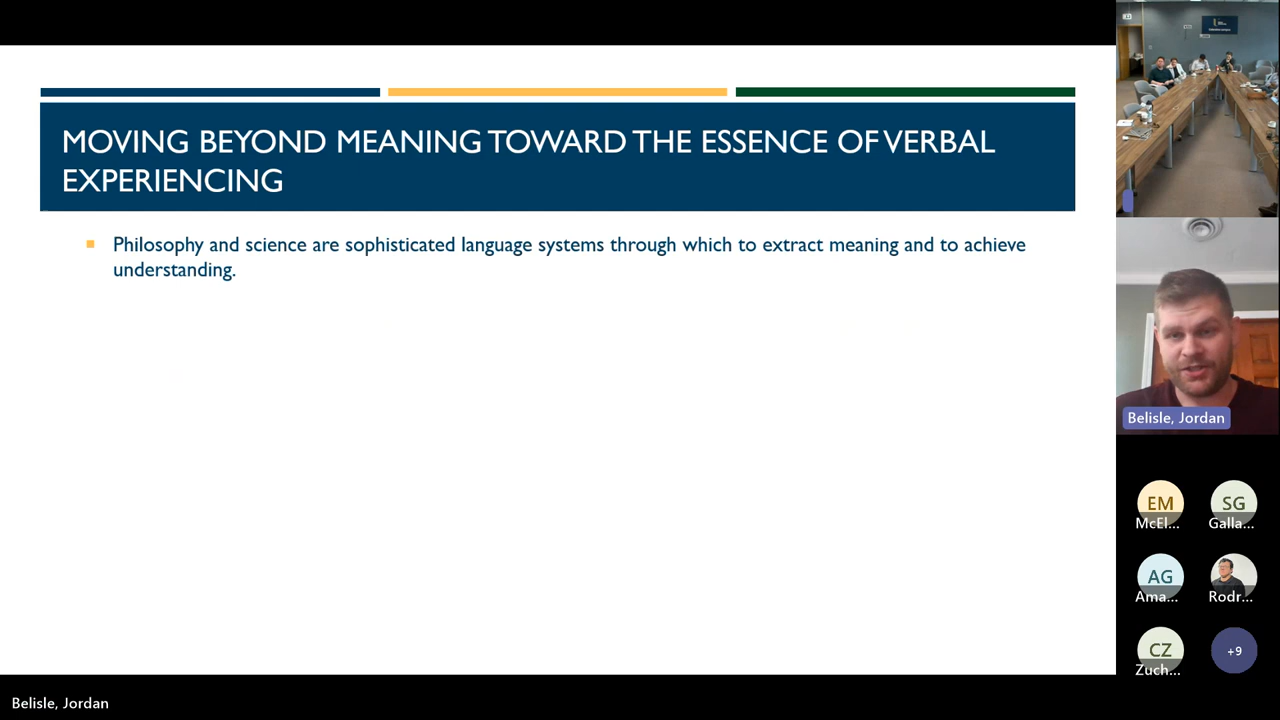 MOVING BEYOND MEANING TOWARD THE ESSENCE OF VERBAL
EXPERIENCING
Philosophy and science are sophisticated language systems through which to extract meaning and to achieve
understanding.
Belisle, Jordan
EM
SG
McEl...
Galla...
AG
Ama...
Rodr...
CZ
+9
Zuch...
Belisle, Jordan